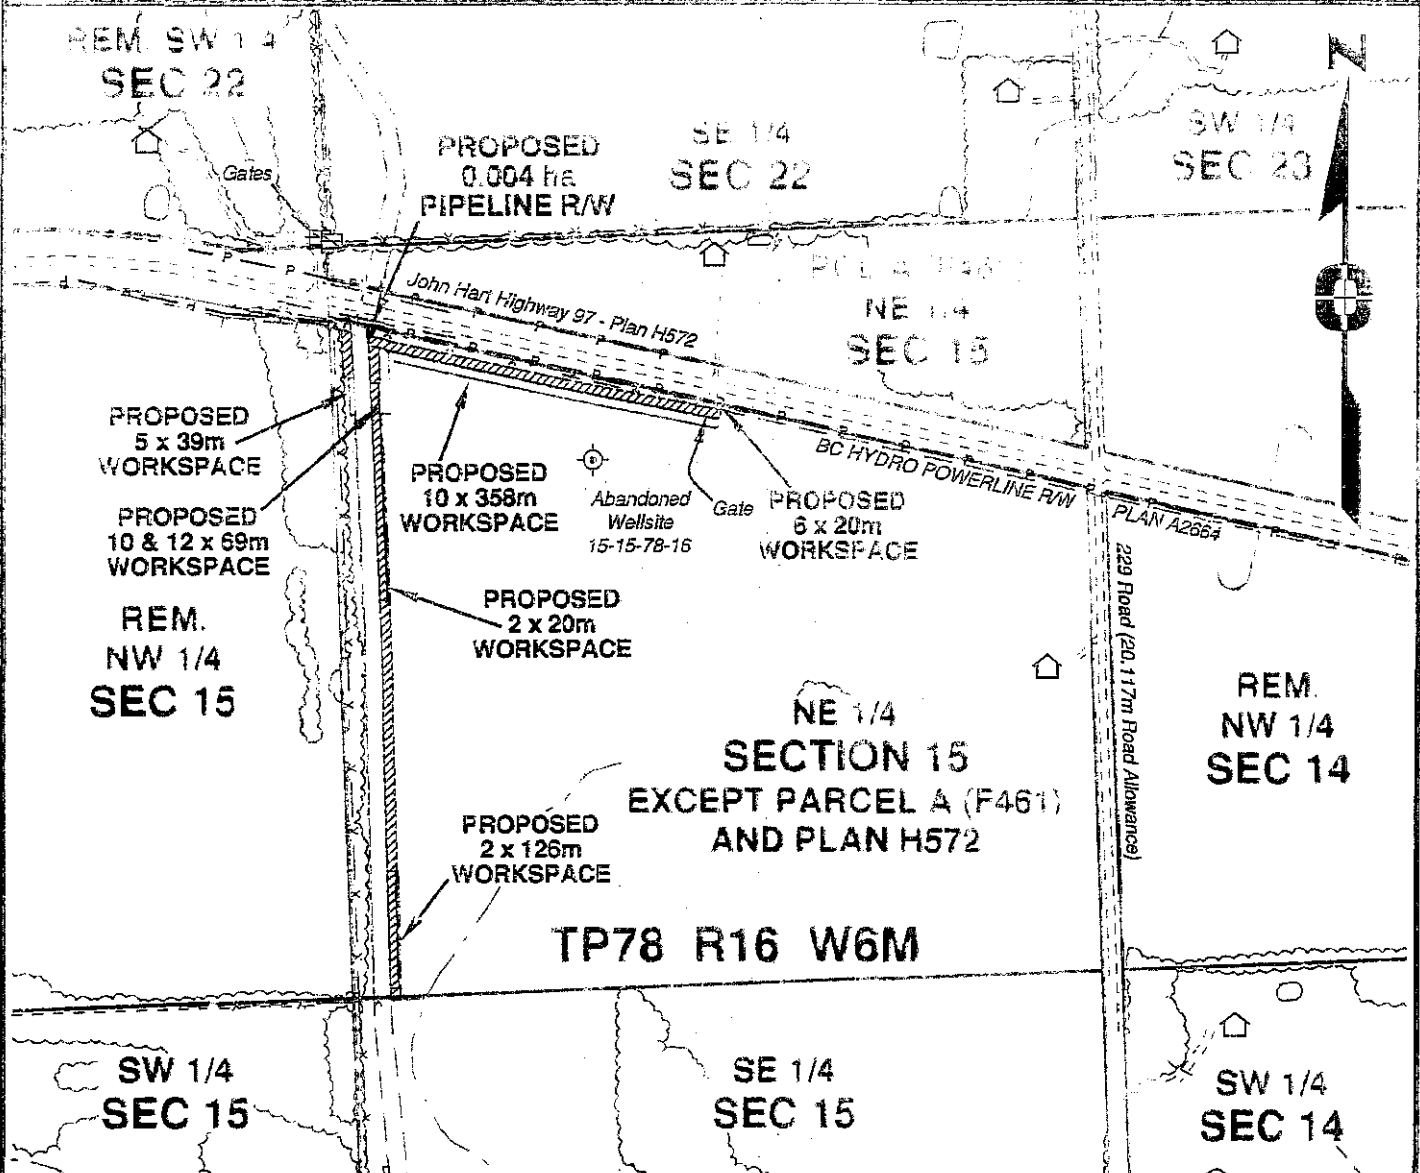 REM. SW 1/4
SEC 22
N
SE 1/4
SEC 22
SW 1/4
SEC 23
PROPOSED
0.004 ha
PIPELINE R/W
Gates
John Hart Highway 97 - Plan H572
NE 1/4
SEC 15
PROPOSED
5 x 39m
WORKSPACE
PROPOSED
10 & 12 x 69m
WORKSPACE
PROPOSED
10 x 358m
WORKSPACE
Abandoned
Wellsite
15-15-78-16
Gate
PROPOSED
6 x 20m
WORKSPACE
BC HYDRO POWERLINE R/W
PLAN A2664
229 Road (20.117m Road Allowance)
PROPOSED
2 x 20m
WORKSPACE
REM.
NW 1/4
SEC 15
NE 1/4
SECTION 15
EXCEPT PARCEL A (F461)
AND PLAN H572
REM.
NW 1/4
SEC 14
PROPOSED
2 x 126m
WORKSPACE
TP78 R16 W6M
SW 1/4
SEC 15
SE 1/4
SEC 15
SW 1/4
SEC 14